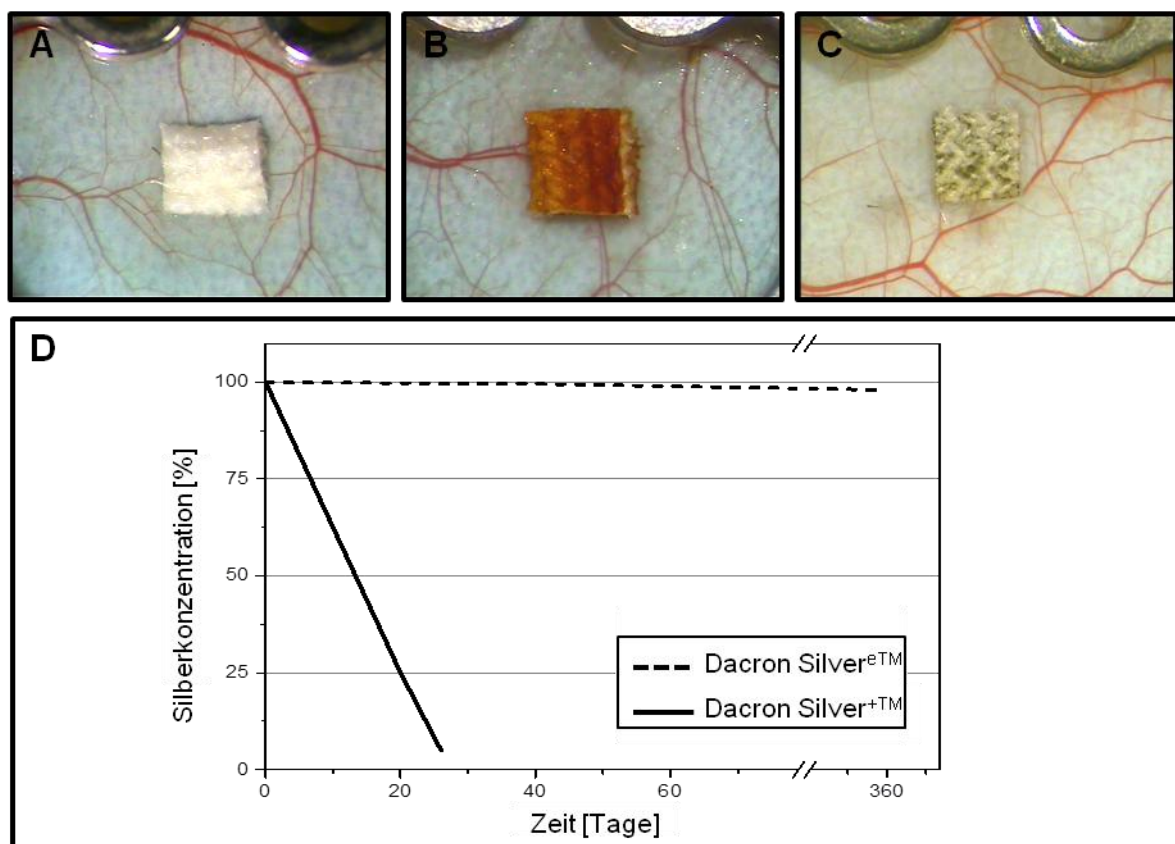 A
B
C
D
100
75
50
25
0
Silberkonzentration [%]
Dacron Silver^eTM
Dacron Silver^+TM
0 20 40 60 360
Zeit [Tage]